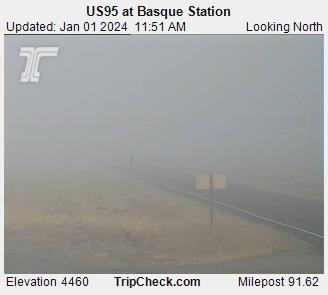 US95 at Basque Station
Updated: Jan 01 2024 11:51 AM Looking North
Elevation 4460 TripCheck.com Milepost 91.62